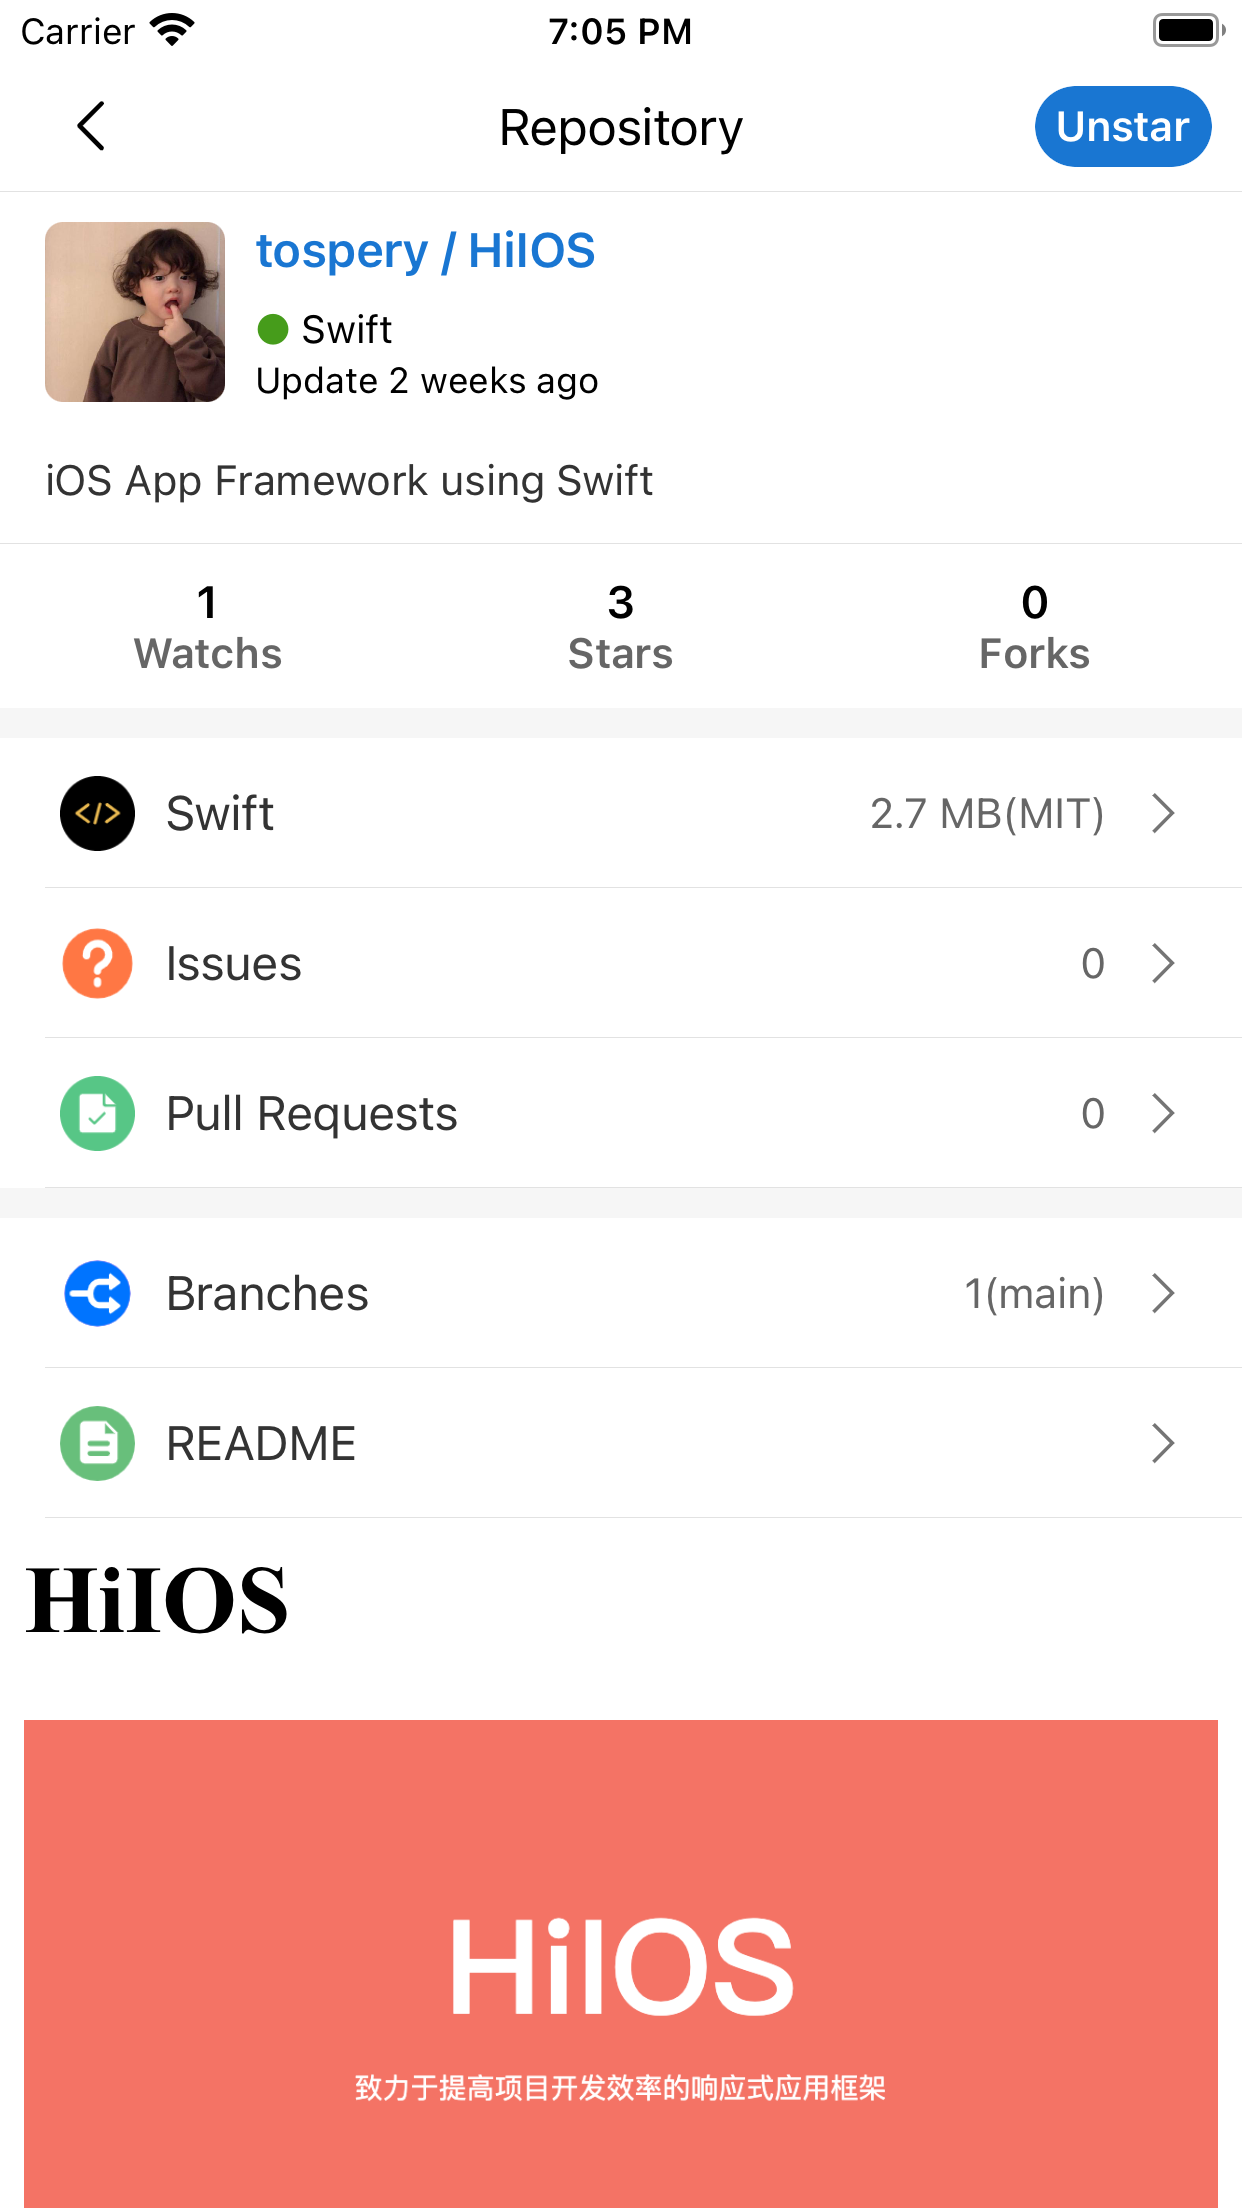 Carrier 7:05 PM
Repository Unstar
tospery / HiIOS
Swift
Update 2 weeks ago
iOS App Framework using Swift
1 3 0
Watchs Stars Forks
Swift 2.7 MB(MIT)
Issues 0
Pull Requests 0
Branches 1(main)
README
HiIOS
HiIOS
致力于提高项目开发效率的响应式应用框架